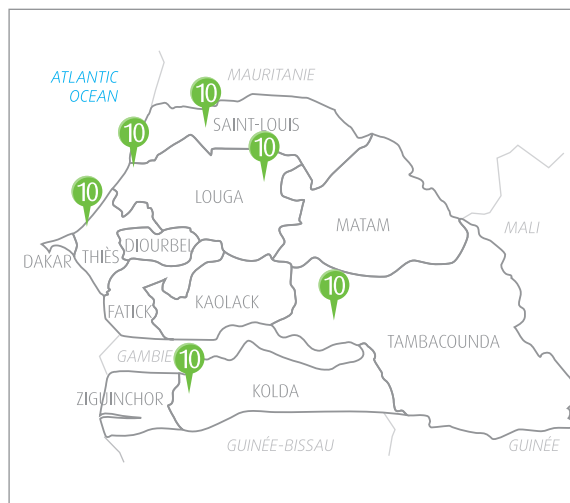 ATLANTIC
OCEAN
MAURITANIE
10
SAINT-LOUIS
10
10
10
LOUGA
MATAM
MALI
DAKAR
THIÈS
DIOURBEL
10
FATICK
KAOLACK
TAMBACOUNDA
GAMBIE
10
ZIGUINCHOR
KOLDA
GUINÉE-BISSAU
GUINÉE